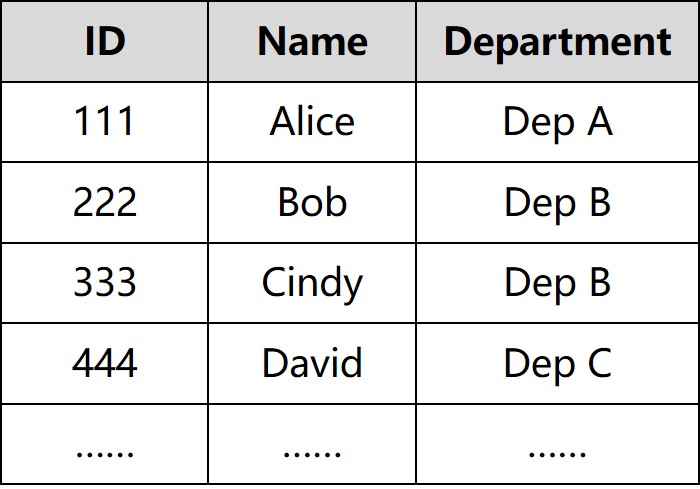 ID Name Department
111 Alice Dep A
222 Bob Dep B
333 Cindy Dep B
444 David Dep C
...... ...... ......